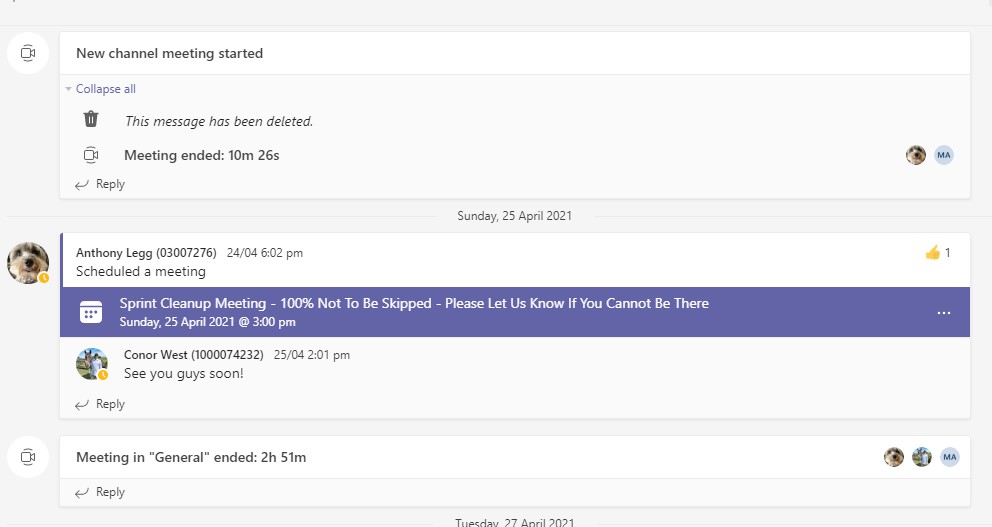 New channel meeting started
Collapse all
This message has been deleted.
Meeting ended: 10m 26s
MA
Reply
Sunday, 25 April 2021
Anthony Legg (03007276) 24/04 6:02 pm
1
Scheduled a meeting
Sprint Cleanup Meeting - 100% Not To Be Skipped - Please Let Us Know If You Cannot Be There
Sunday, 25 April 2021 @ 3:00 pm
...
Conor West (1000074232) 25/04 2:01 pm
See you guys soon!
Reply
Meeting in "General" ended: 2h 51m
MA
Reply
Tuesday, 27 April 2021